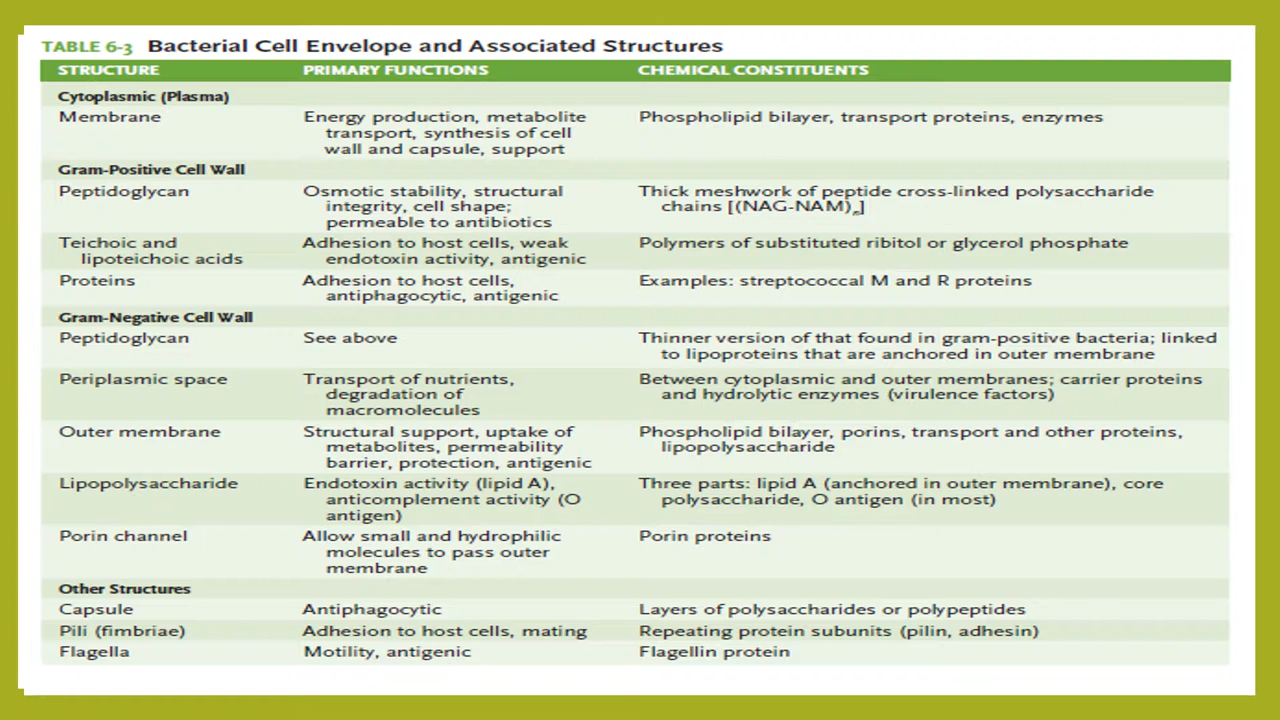 TABLE 6-3 Bacterial Cell Envelope and Associated Structures
STRUCTURE PRIMARY FUNCTIONS CHEMICAL CONSTITUENTS
Cytoplasmic (Plasma)
Membrane Energy production, metabolite Phospholipid bilayer, transport proteins, enzymes
transport, synthesis of cell
wall and capsule, support
Gram-Positive Cell Wall
Peptidoglycan Osmotic stability, structural Thick meshwork of peptide cross-linked polysaccharide
integrity, cell shape; chains [(NAG-NAM)n]
permeable to antibiotics
Teichoic and Adhesion to host cells, weak Polymers of substituted ribitol or glycerol phosphate
lipoteichoic acids endotoxin activity, antigenic
Proteins Adhesion to host cells, Examples: streptococcal M and R proteins
antiphagocytic, antigenic
Gram-Negative Cell Wall
Peptidoglycan See above Thinner version of that found in gram-positive bacteria; linked
to lipoproteins that are anchored in outer membrane
Periplasmic space Transport of nutrients, Between cytoplasmic and outer membranes; carrier proteins
degradation of and hydrolytic enzymes (virulence factors)
macromolecules
Outer membrane Structural support, uptake of Phospholipid bilayer, porins, transport and other proteins,
metabolites, permeability lipopolysaccharide
barrier, protection, antigenic
Lipopolysaccharide Endotoxin activity (lipid A), Three parts: lipid A (anchored in outer membrane), core
anticomplement activity (O polysaccharide, O antigen (in most)
antigen)
Porin channel Allow small and hydrophilic Porin proteins
molecules to pass outer
membrane
Other Structures
Capsule Antiphagocytic Layers of polysaccharides or polypeptides
Pili (fimbriae) Adhesion to host cells, mating Repeating protein subunits (pilin, adhesin)
Flagella Motility, antigenic Flagellin protein